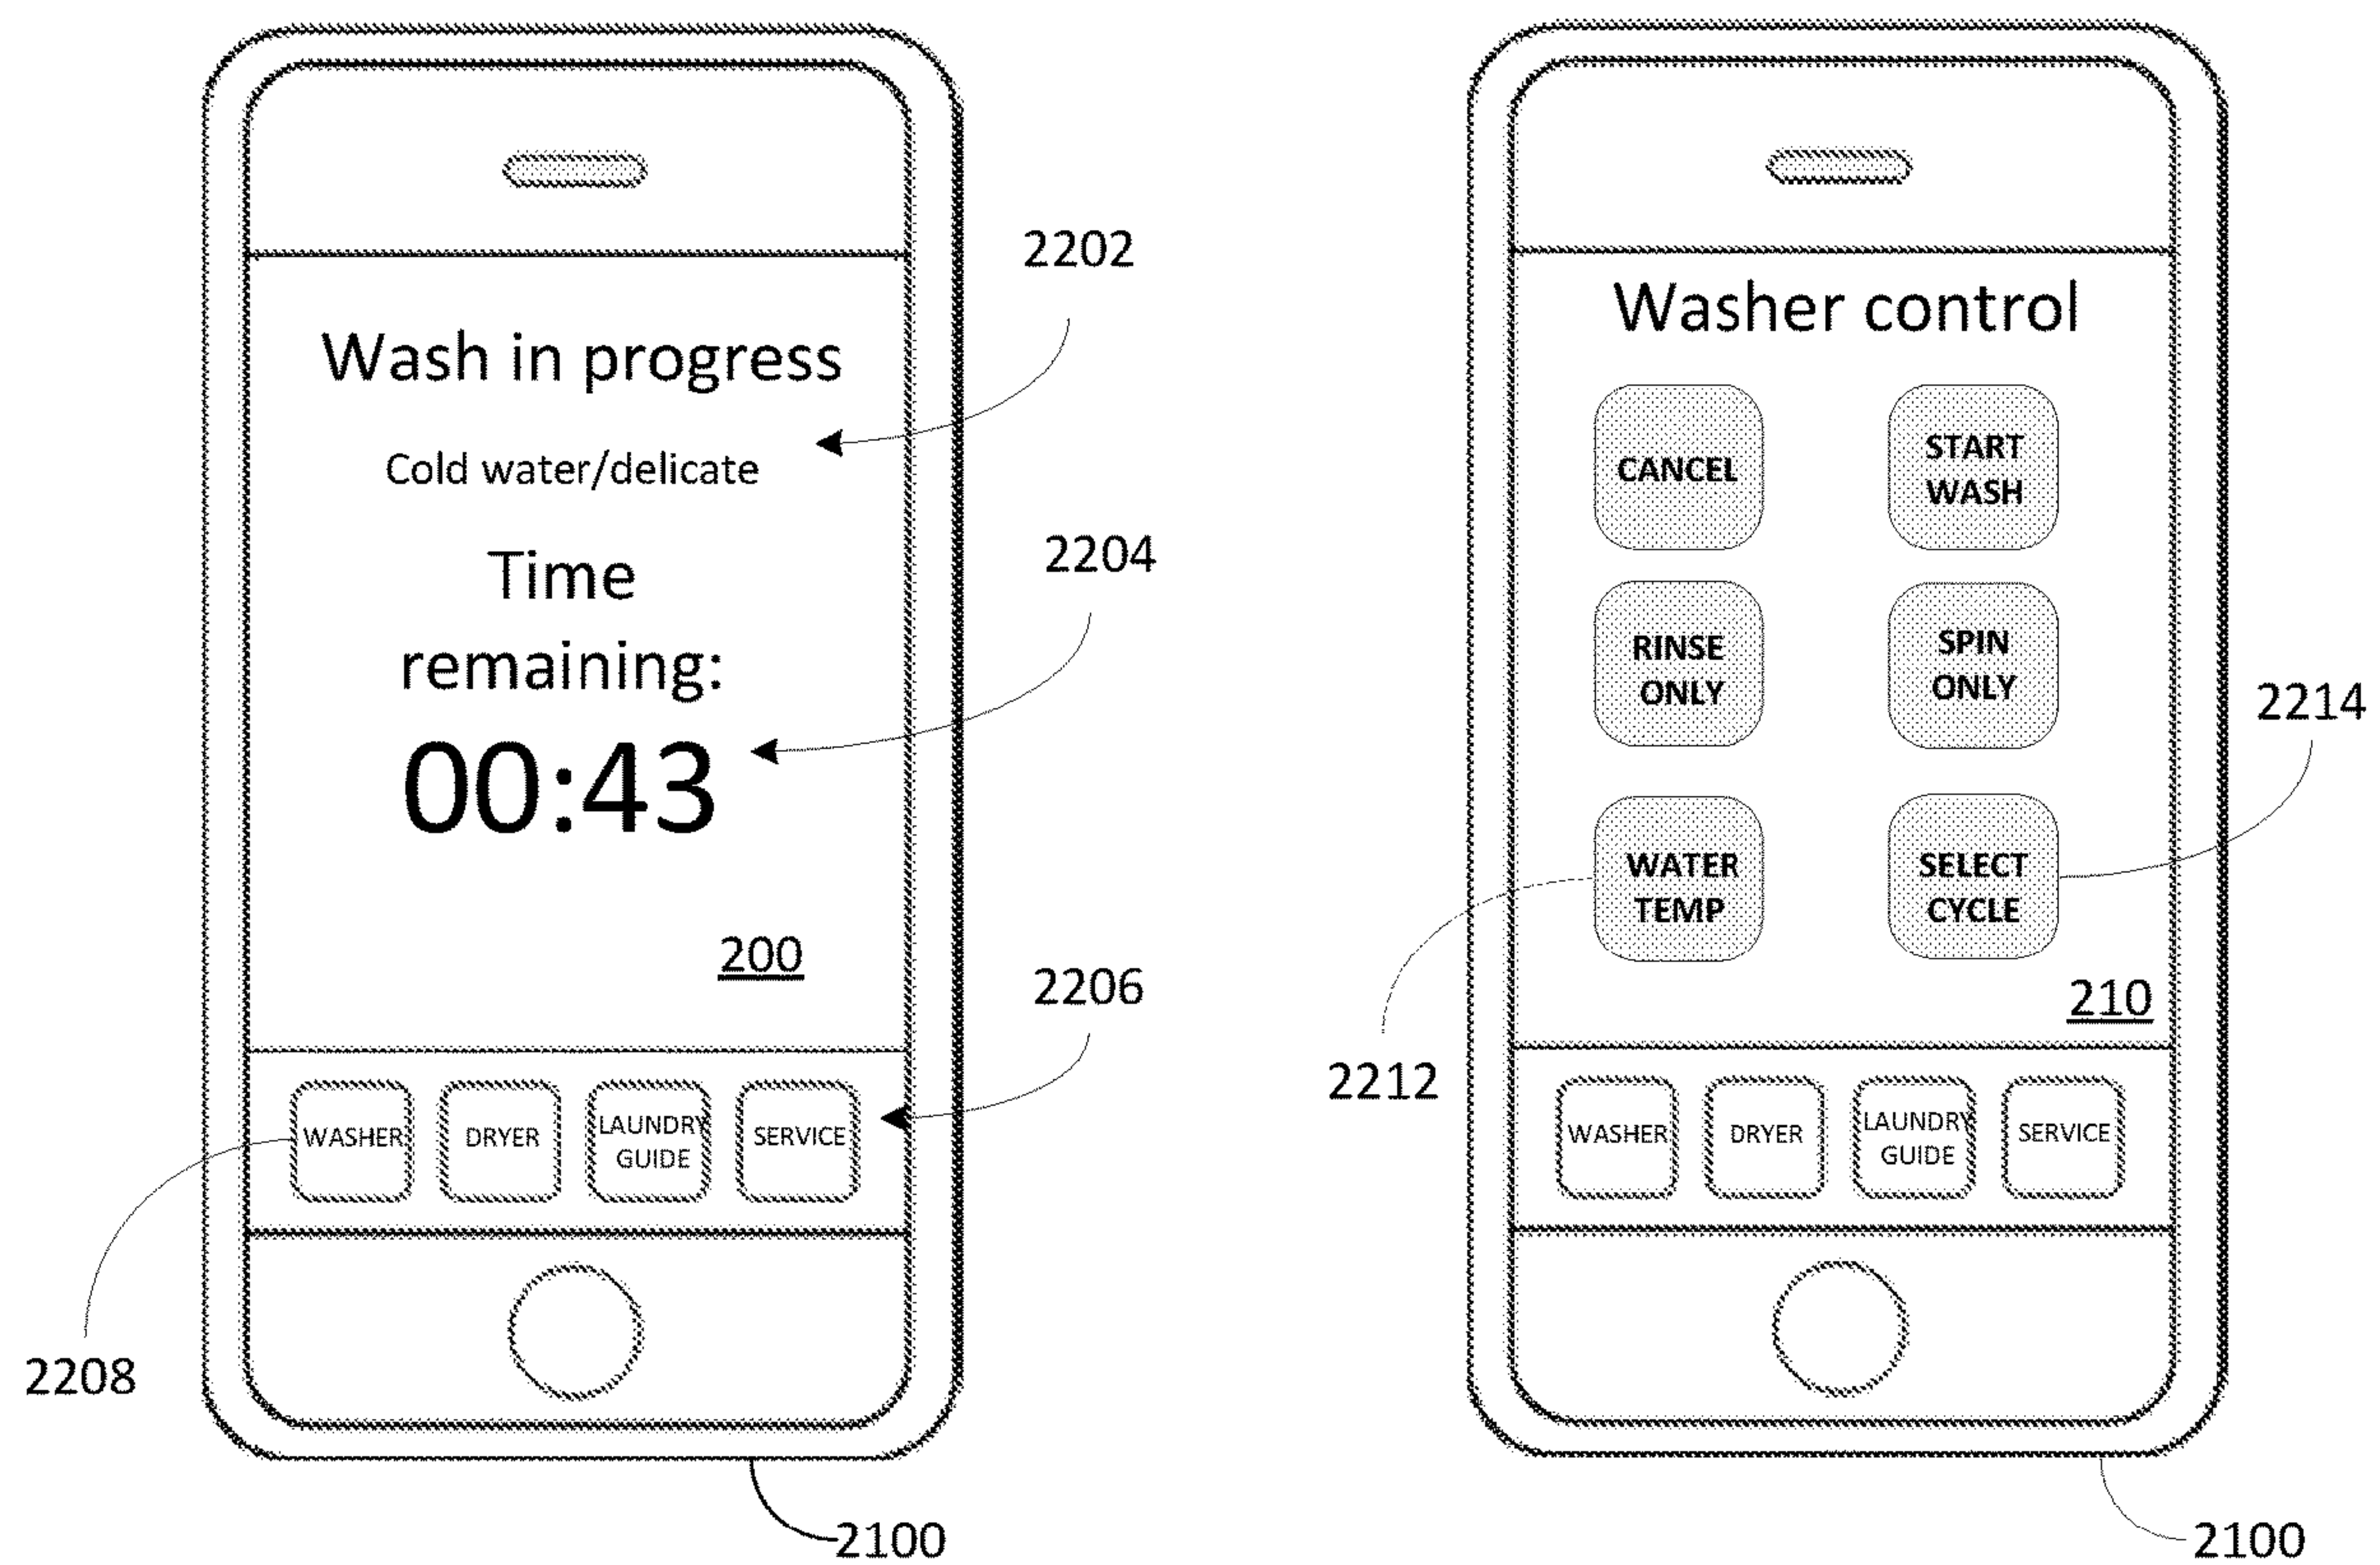 2202
Wash in progress
Cold water/delicate
2204
Time
remaining:
00:43
200
2206
WASHER
DRYER
LAUNDRY
GUIDE
SERVICE
2208
2100
Washer control
CANCEL
START
WASH
RINSE
ONLY
SPIN
ONLY
2214
WATER
TEMP
SELECT
CYCLE
210
2212
WASHER
DRYER
LAUNDRY
GUIDE
SERVICE
2100